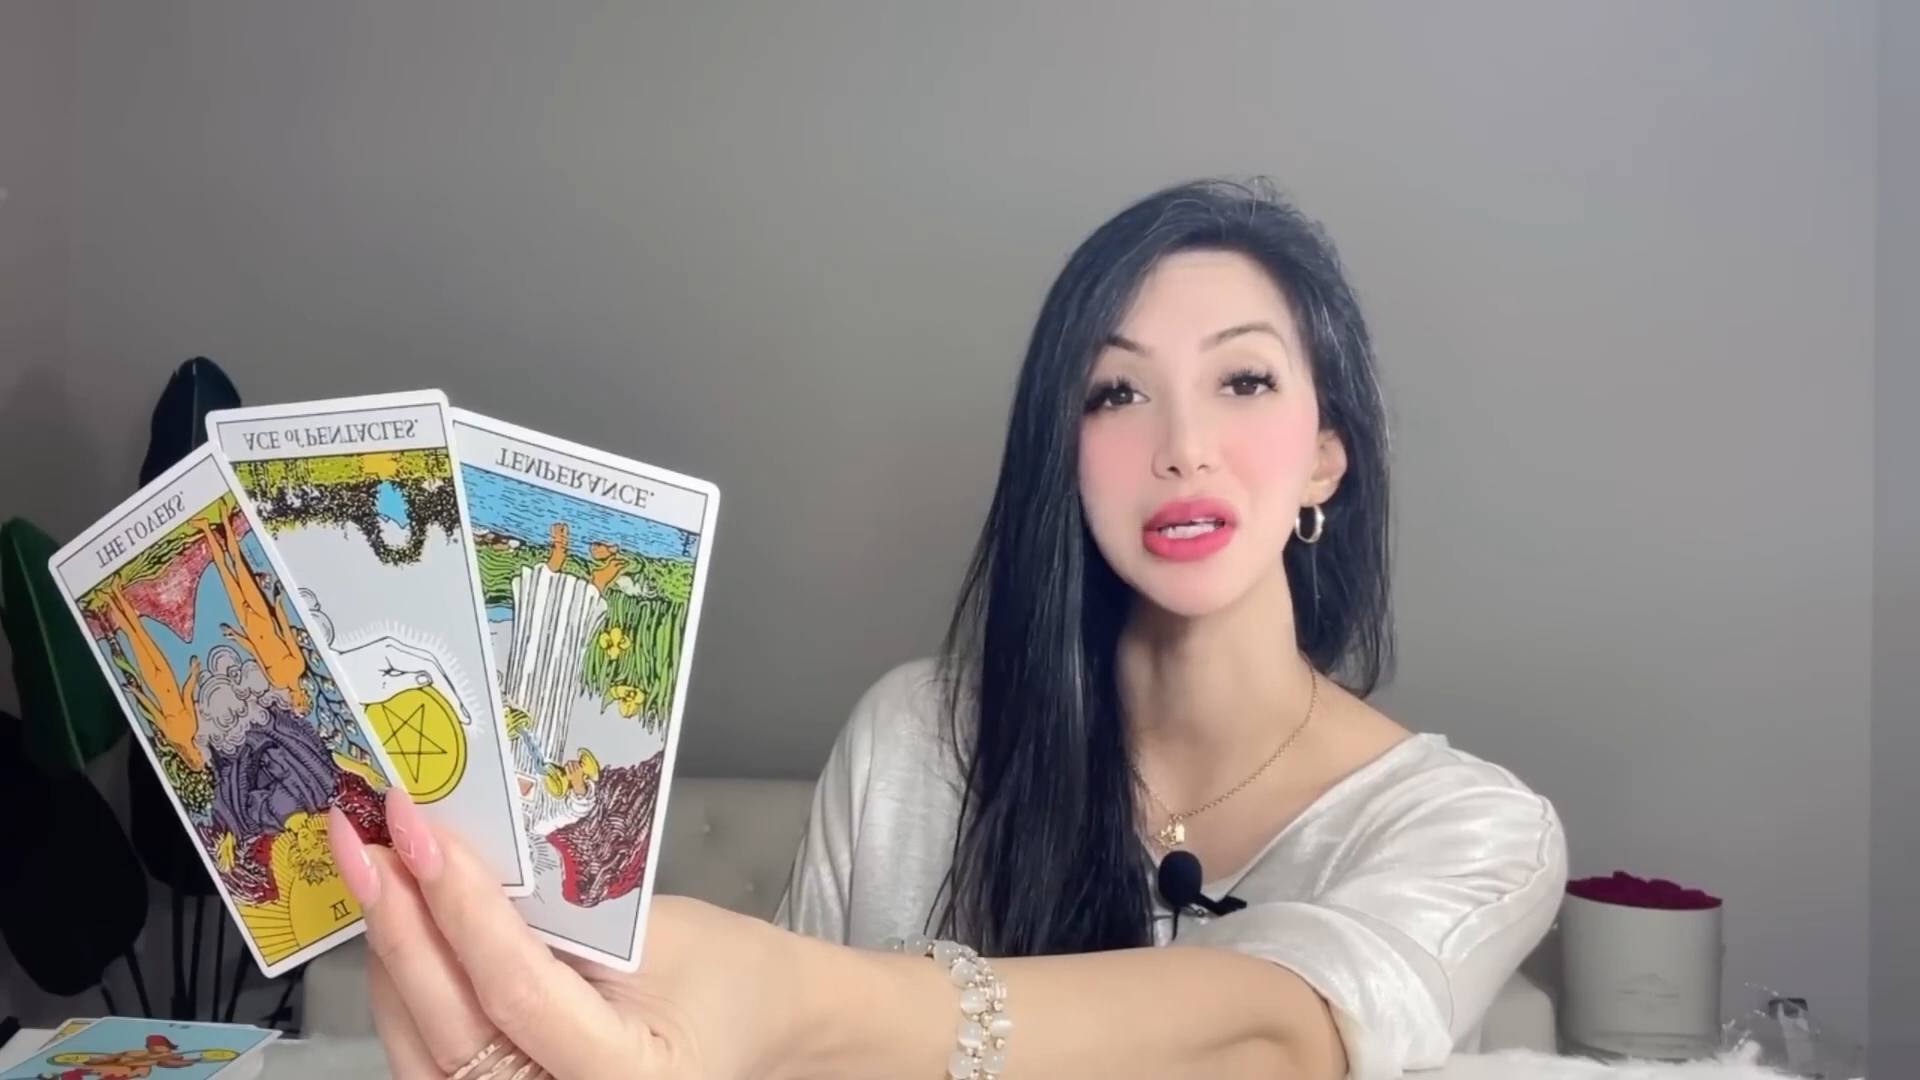 THE LOVERS.
ACE of PENTACLES.
TEMPERANCE.
VI